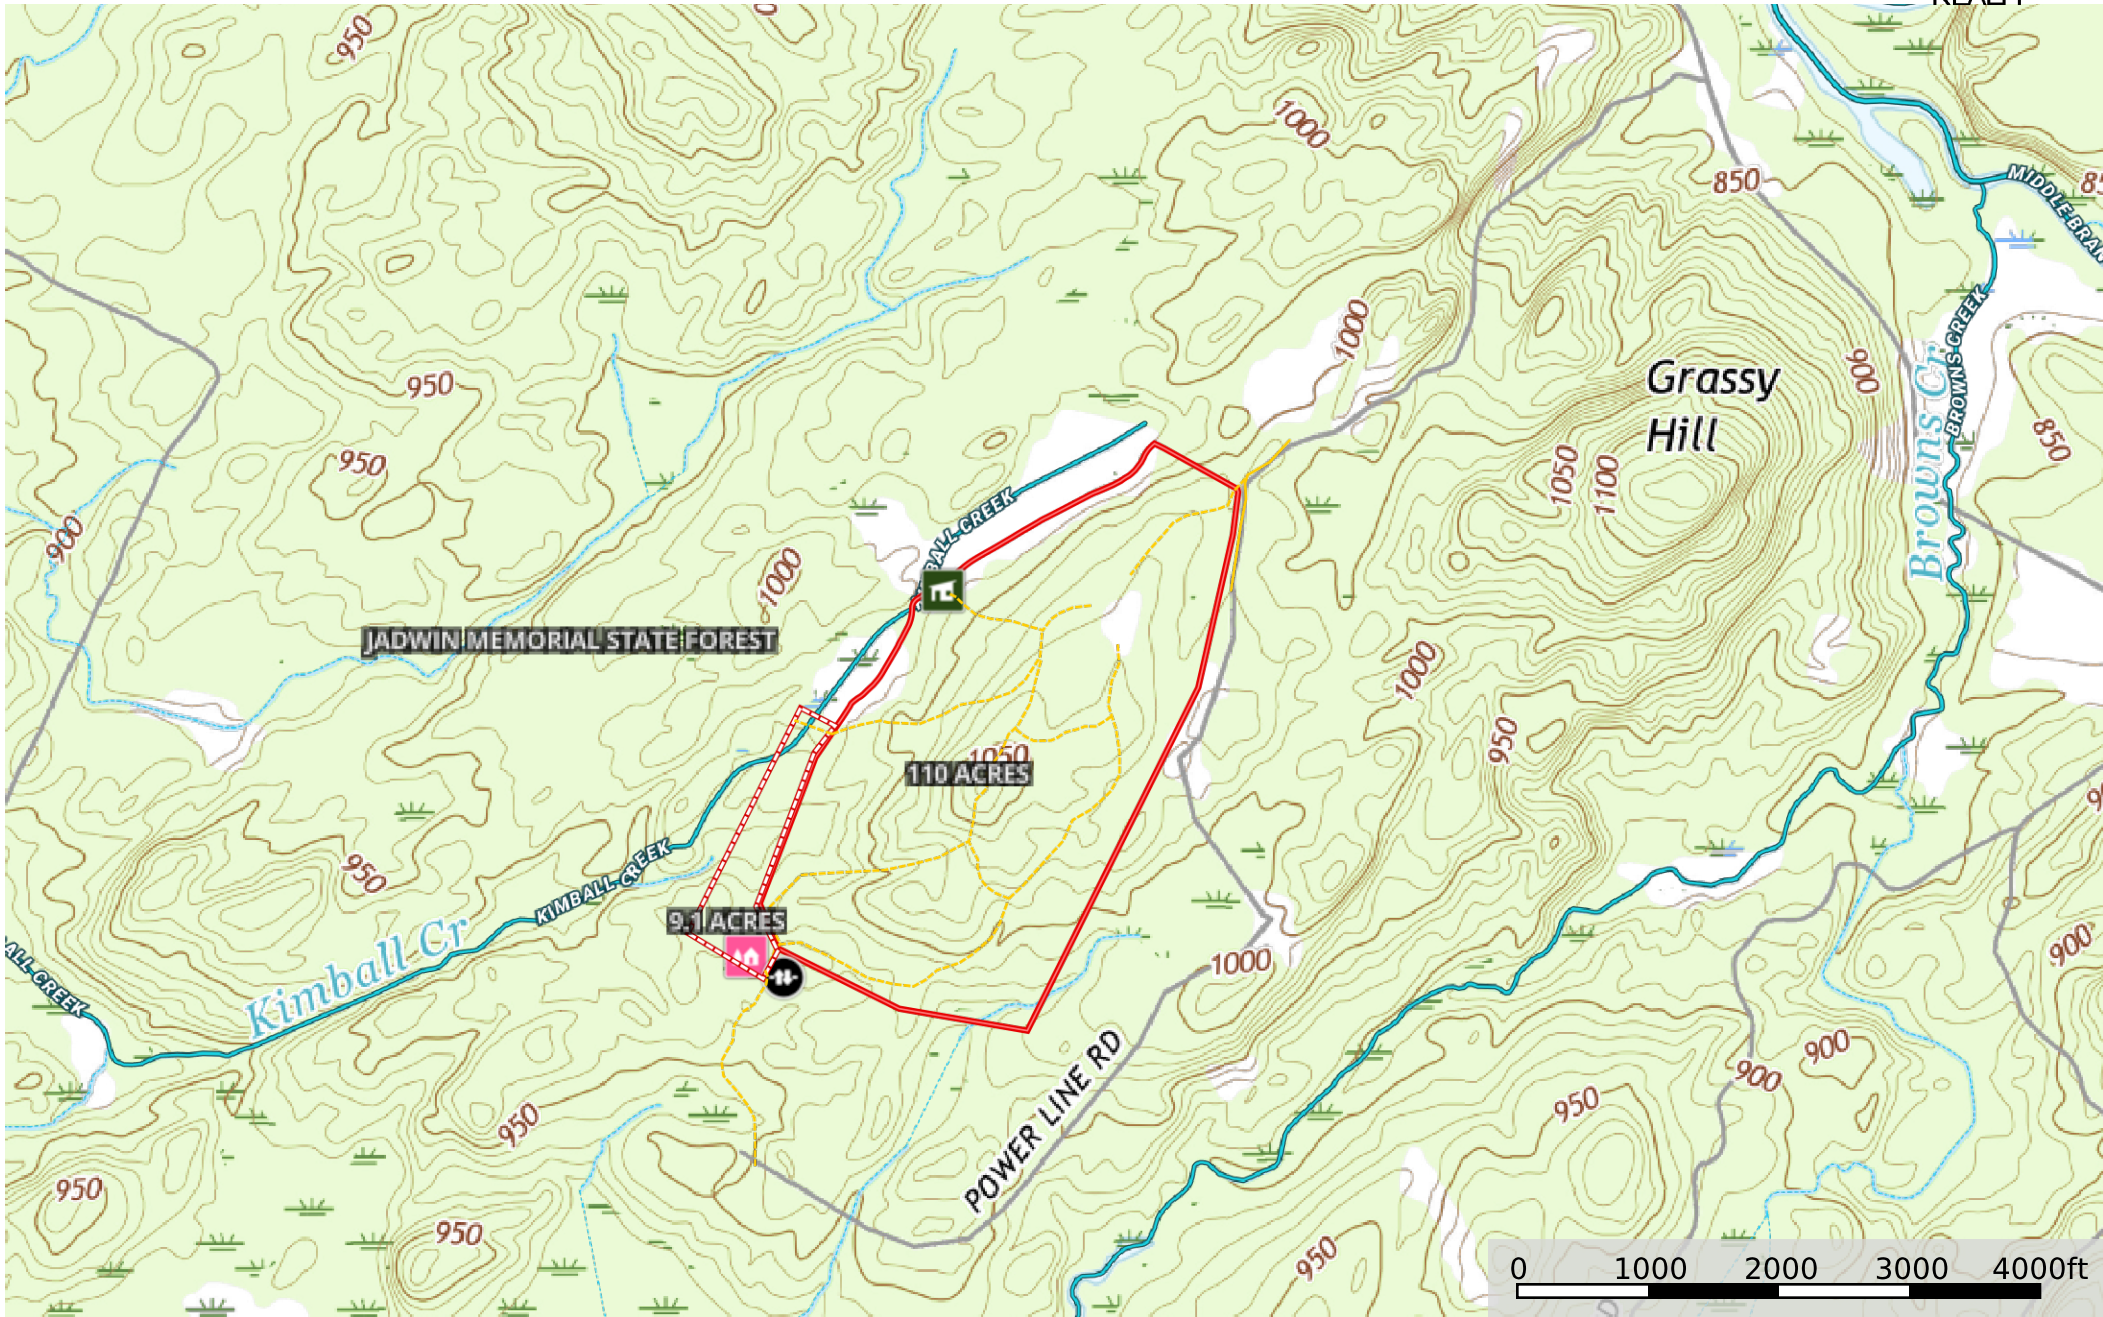 950
1000
850
MIDDLE BRAN
1000
BROWNS CREEK
Browns Cr
900
850
950
Grassy
Hill
950
1050
1100
KIMBALL CREEK
900
1000
JADWIN MEMORIAL STATE FOREST
1000
950
1050
110 ACRES
950
KIMBALL CREEK
9.1 ACRES
Kimball Cr
ALL CREEK
1000
900
900
900
950
950
POWER LINE RD
950
950
950
0 1000 2000 3000 4000ft